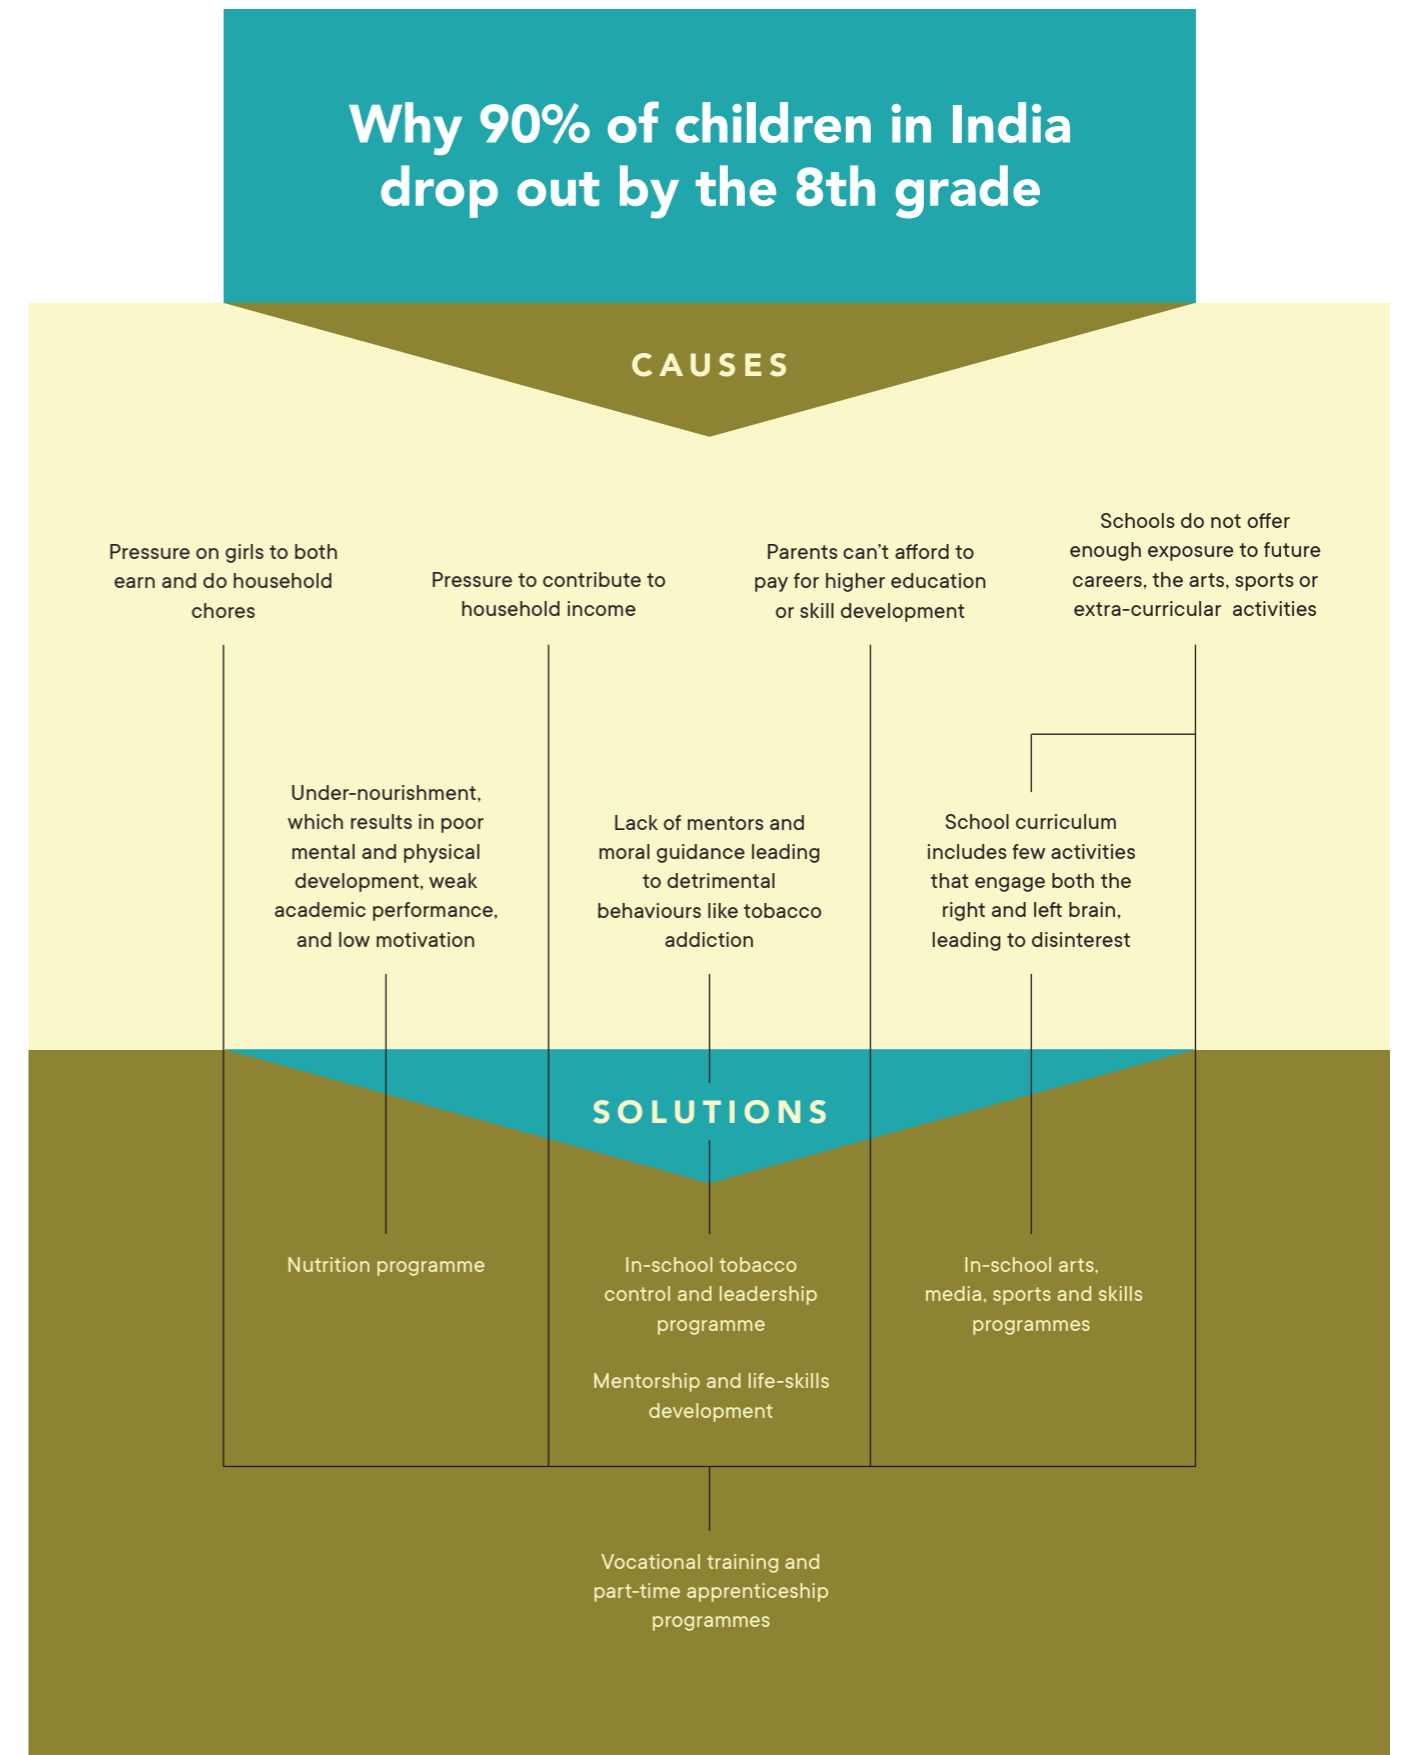 Why 90% of children in India
drop out by the 8th grade
CAUSES
Pressure on girls to both
earn and do household
chores
Pressure to contribute to
household income
Parents can’t afford to
pay for higher education
or skill development
Schools do not offer
enough exposure to future
careers, the arts, sports or
extra-curricular activities
Under-nourishment,
which results in poor
mental and physical
development, weak
academic performance,
and low motivation
Lack of mentors and
moral guidance leading
to detrimental
behaviours like tobacco
addiction
School curriculum
includes few activities
that engage both the
right and left brain,
leading to disinterest
SOLUTIONS
Nutrition programme
In-school tobacco
control and leadership
programme
Mentorship and life-skills
development
In-school arts,
media, sports and skills
programmes
Vocational training and
part-time apprenticeship
programmes